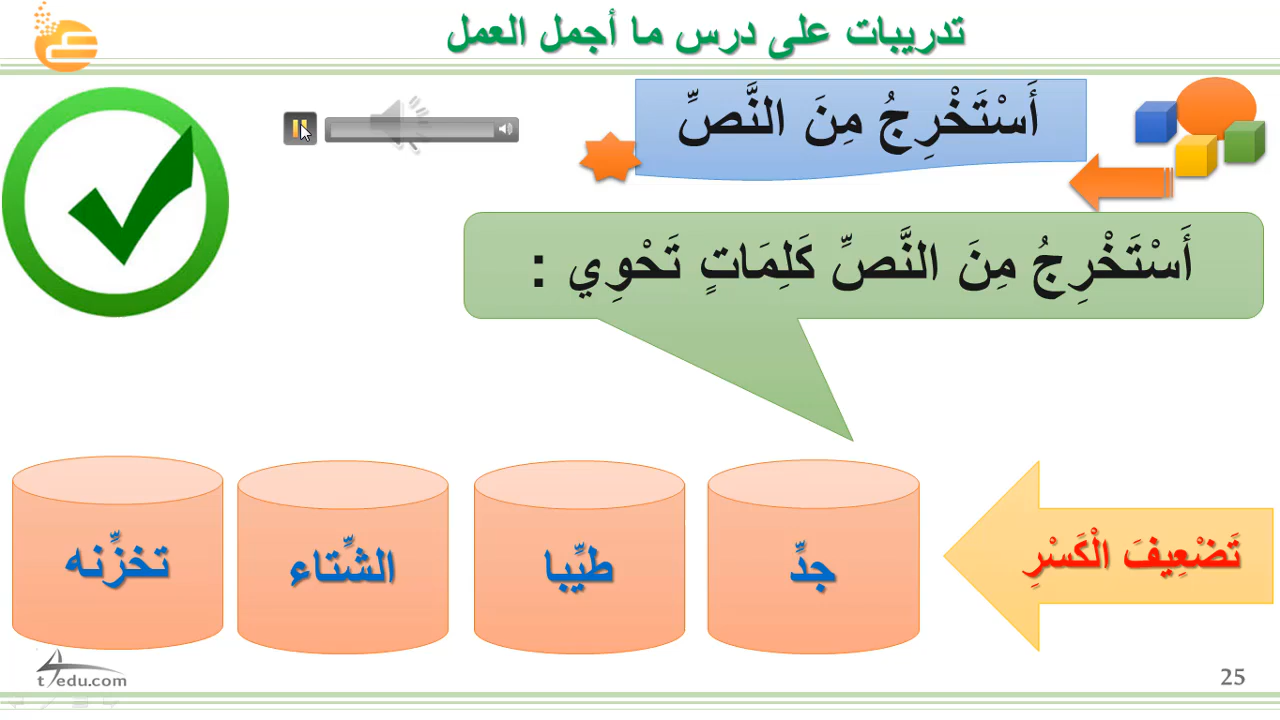 تدريبات على درس ما أجمل العمل
أَسْتَخْرِجُ مِنَ النَّصِّ
أَسْتَخْرِجُ مِنَ النَّصِّ كَلِمَاتٍ تَحْوِي :
تَضْعِيفَ الْكَسْرِ
جدِّ
طيِّبا
الشِّتاء
تخزِّنه
t4edu.com
25